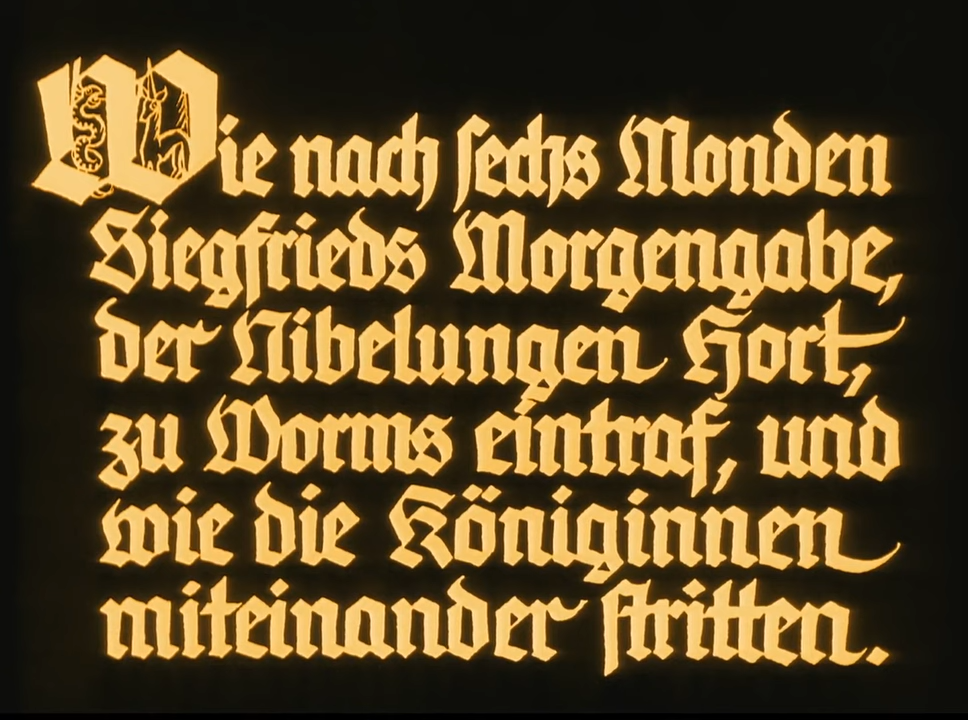 Wie nach sechs Monden
Siegfrieds Morgengabe,
der Nibelungen Hort,
zu Worms eintraf, und
wie die Königinnen
miteinander stritten.